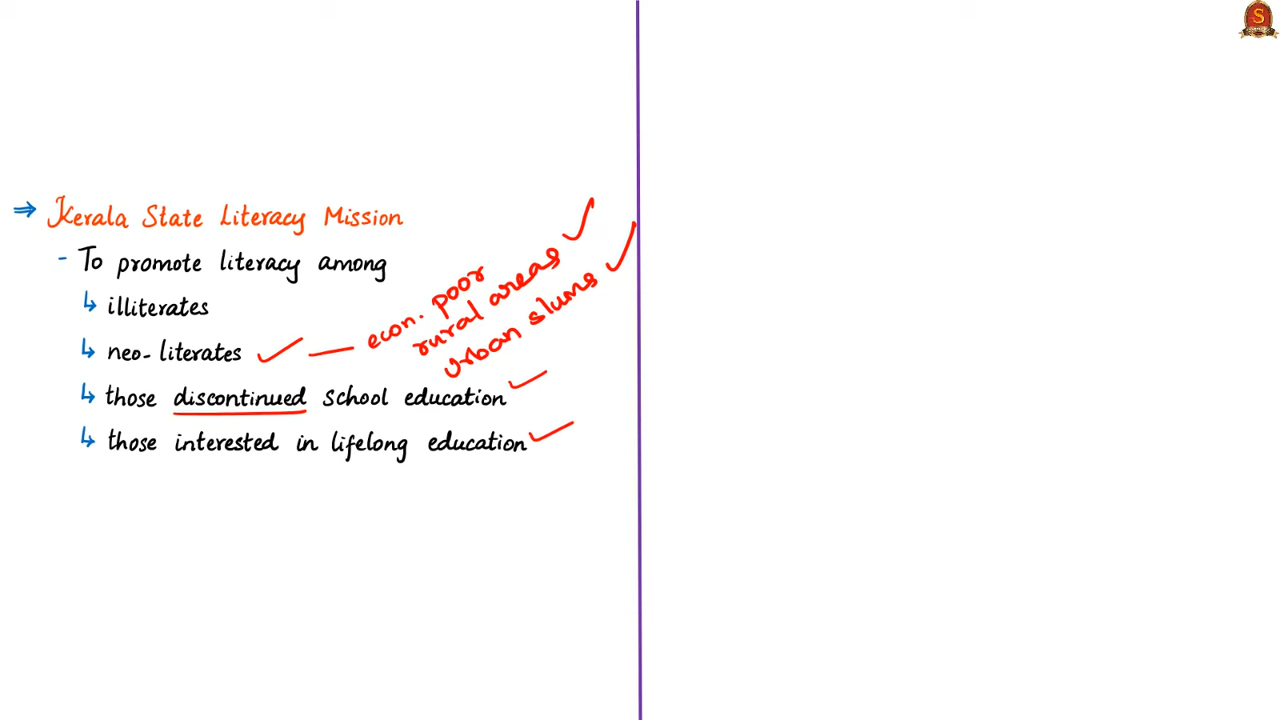 ⇒ Kerala State Literacy Mission
- To promote literacy among
↳ illiterates
↳ neo-literates ✓ — econ. poor
rural areas ✓
urban slums ✓
↳ those discontinued school education ✓
↳ those interested in lifelong education ✓
S